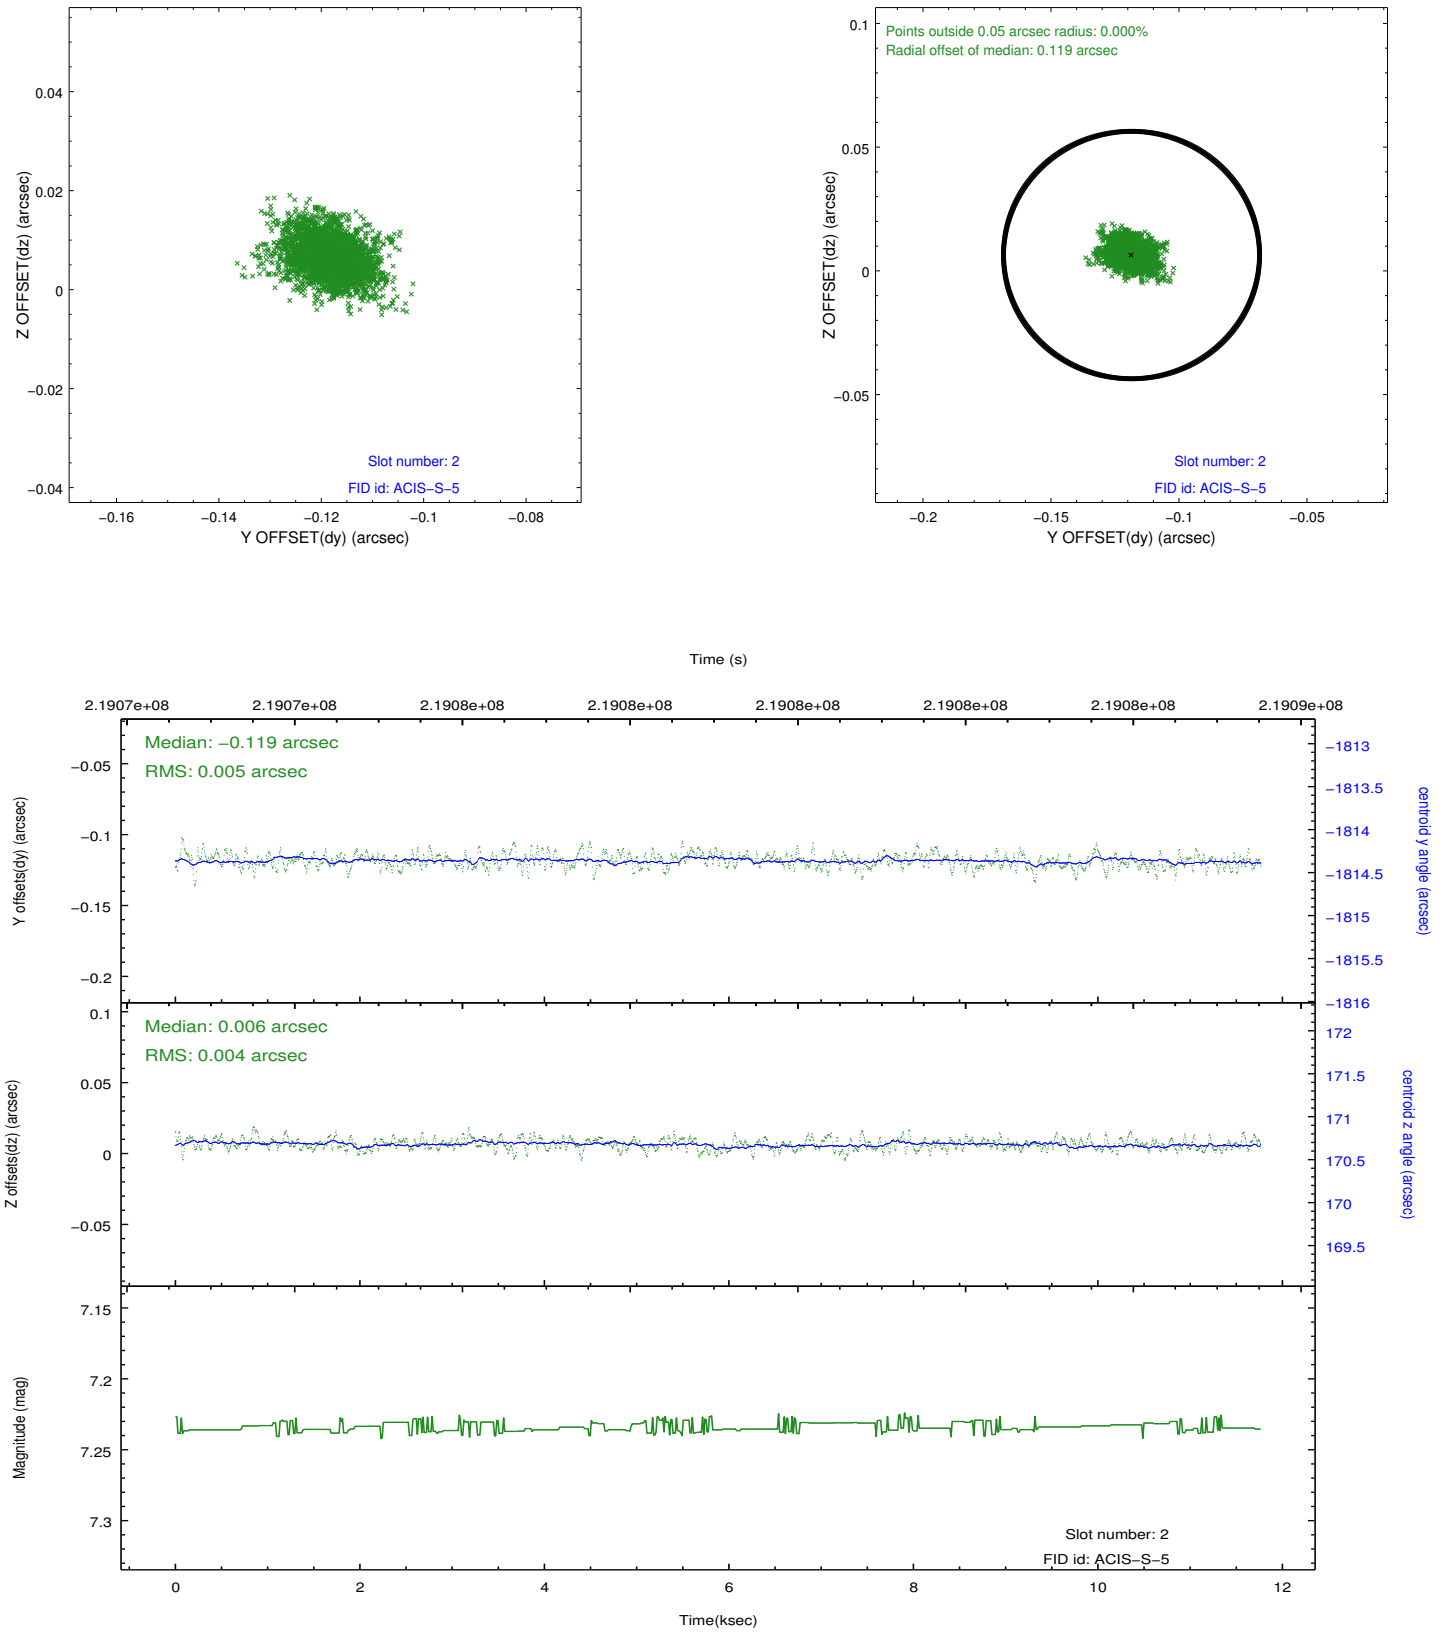 0.04
0.02
0
−0.02
−0.04
Z OFFSET(dz) (arcsec)
−0.16
−0.14
−0.12
−0.1
−0.08
Y OFFSET(dy) (arcsec)
Slot number: 2
FID id: ACIS−S−5
Points outside 0.05 arcsec radius: 0.000%
Radial offset of median: 0.119 arcsec
0.1
0.05
0
−0.05
Z OFFSET(dz) (arcsec)
−0.2
−0.15
−0.1
−0.05
Y OFFSET(dy) (arcsec)
Slot number: 2
FID id: ACIS−S−5
Time (s)
2.1907e+08 2.1907e+08 2.1908e+08 2.1908e+08 2.1908e+08 2.1908e+08 2.1908e+08 2.1909e+08
Median: −0.119 arcsec
RMS: 0.005 arcsec
−0.05
−0.1
−0.15
−0.2
Y offsets(dy) (arcsec)
−1813
−1813.5
−1814
−1814.5
−1815
−1815.5
−1816
centroid y angle (arcsec)
Median: 0.006 arcsec
RMS: 0.004 arcsec
0.1
0.05
0
−0.05
Z offsets(dz) (arcsec)
172
171.5
171
170.5
170
169.5
centroid z angle (arcsec)
7.15
7.2
7.25
7.3
Magnitude (mag)
Slot number: 2
FID id: ACIS−S−5
0 2 4 6 8 10 12
Time(ksec)